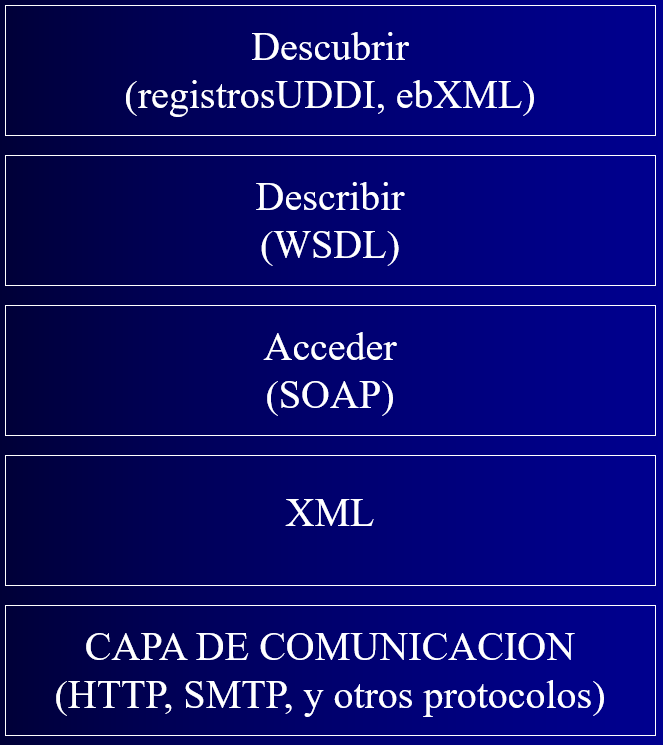 Descubrir
(registrosUDDI, ebXML)
Describir
(WSDL)
Acceder
(SOAP)
XML
CAPA DE COMUNICACION
(HTTP, SMTP, y otros protocolos)